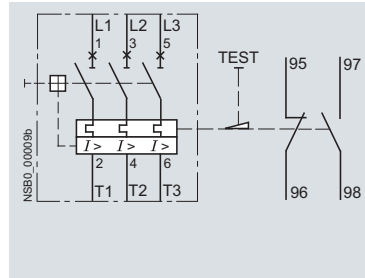 L1 L2 L3
1 3 5
TEST
95 97
I> I> I>
2 4 6
T1 T2 T3
96 98
NSB0_00009b